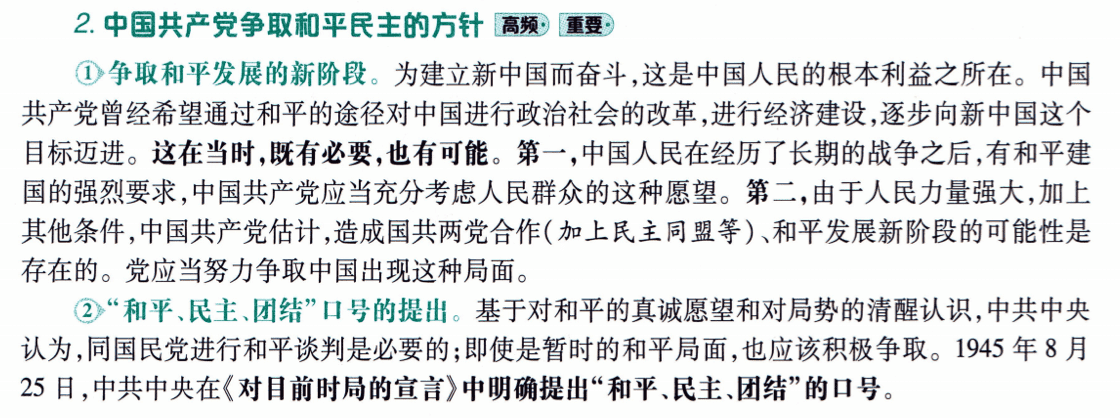 2. 中国共产党争取和平民主的方针 高频 重要
①争取和平发展的新阶段。为建立新中国而奋斗,这是中国人民的根本利益之所在。中国
共产党曾经希望通过和平的途径对中国进行政治社会的改革,进行经济建设,逐步向新中国这个
目标迈进。这在当时,既有必要,也有可能。第一,中国人民在经历了长期的战争之后,有和平建
国的强烈要求,中国共产党应当充分考虑人民群众的这种愿望。第二,由于人民力量强大,加上
其他条件,中国共产党估计,造成国共两党合作(加上民主同盟等)、和平发展新阶段的可能性是
存在的。党应当努力争取中国出现这种局面。
②“和平、民主、团结”口号的提出。基于对和平的真诚愿望和对局势的清醒认识,中共中央
认为,同国民党进行和平谈判是必要的;即使是暂时的和平局面,也应该积极争取。1945 年 8 月
25 日,中共中央在《对目前时局的宣言》中明确提出“和平、民主、团结”的口号。